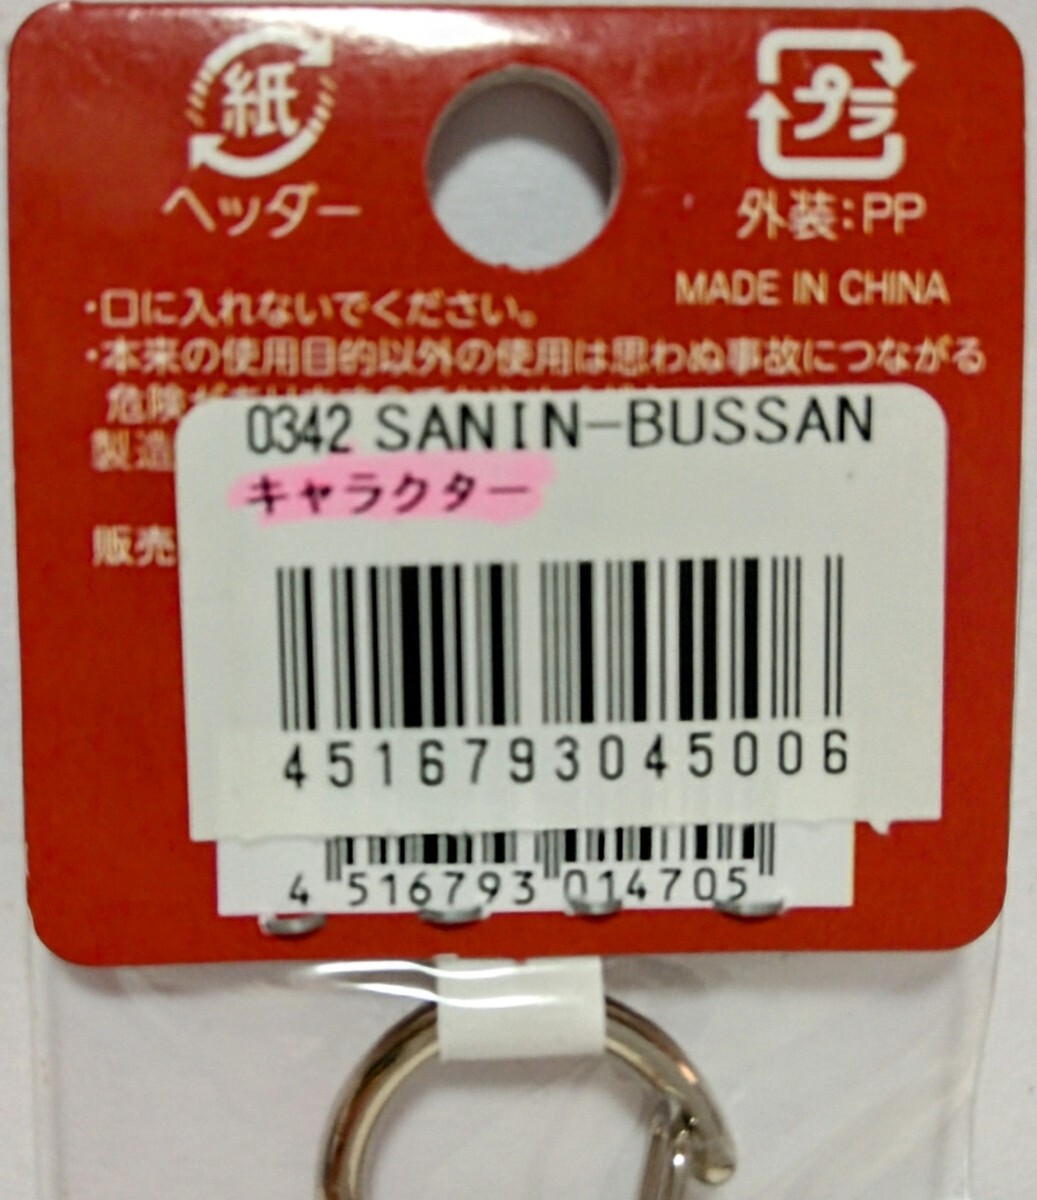 紙
ヘッダー
プラ
外装:PP
MADE IN CHINA
・口に入れないでください。
・本来の使用目的以外の使用は思わぬ事故につながる
危険が
製造
販売
0342 SANIN-BUSSAN
キャラクター
4516793045006
4 516793 014705